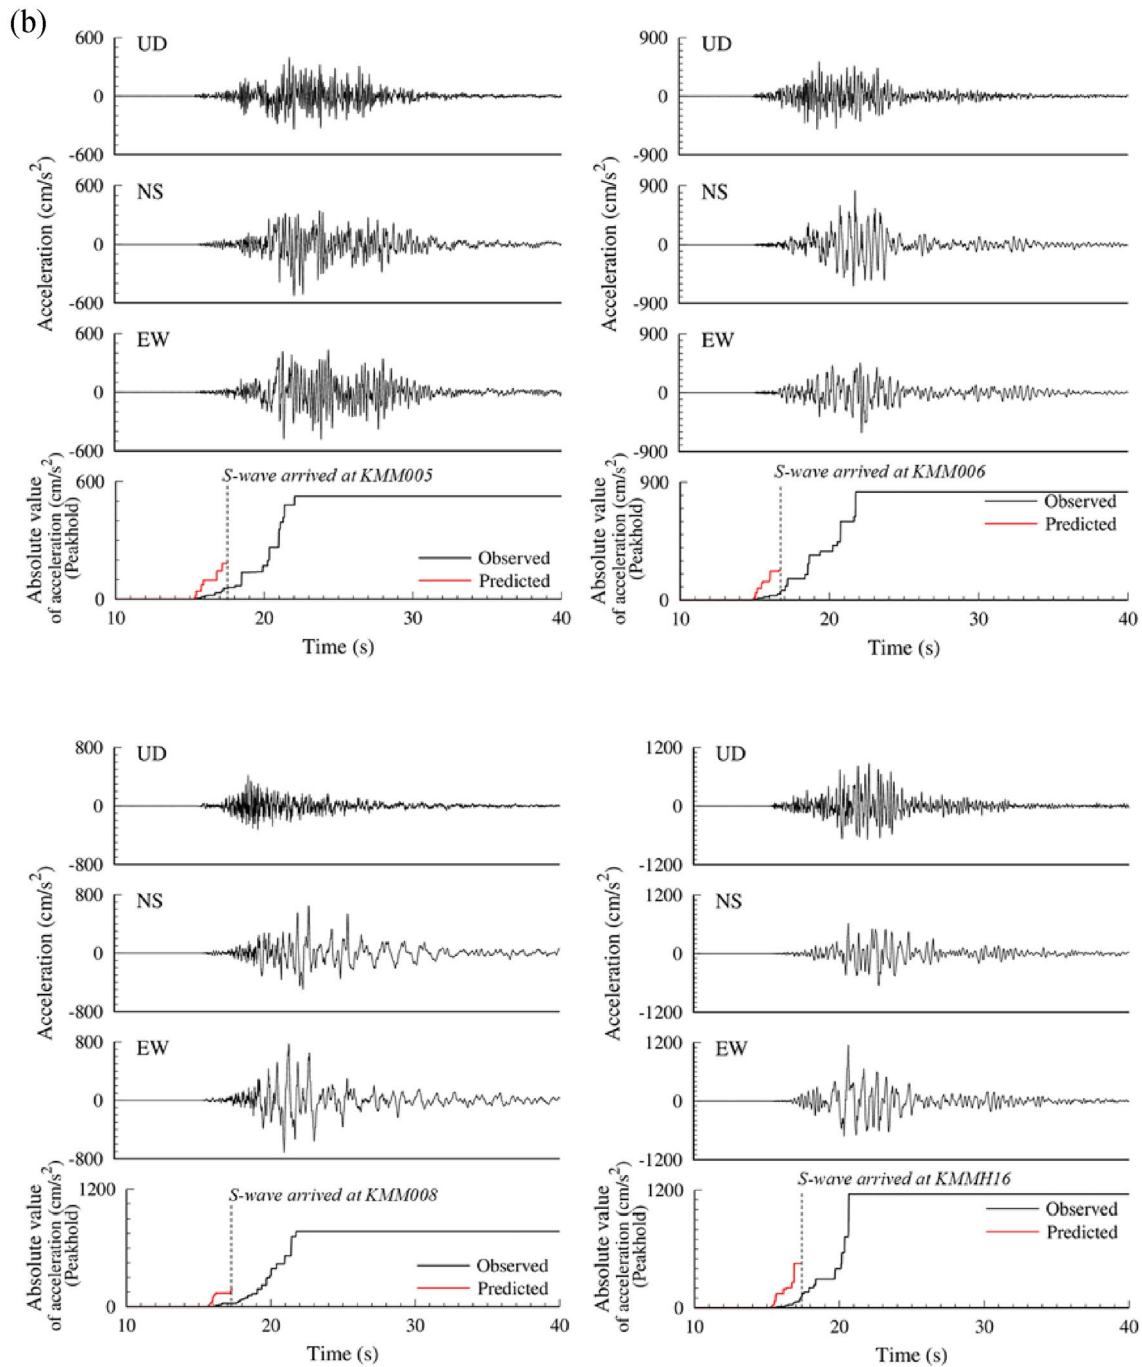 (b)
600
UD
0
-600
600
NS
0
-600
Acceleration (cm/s²)
600
EW
0
-600
S-wave arrived at KMM005
600
0
Absolute value
of acceleration (cm/s²)
(Peakhold)
Observed
Predicted
10 20 30 40
Time (s)
900
UD
0
-900
900
NS
0
-900
Acceleration (cm/s²)
900
EW
0
-900
S-wave arrived at KMM006
900
0
Absolute value
of acceleration (cm/s²)
(Peakhold)
Observed
Predicted
10 20 30 40
Time (s)
800
UD
0
-800
800
NS
0
-800
Acceleration (cm/s²)
800
EW
0
-800
S-wave arrived at KMM008
1200
0
Absolute value
of acceleration (cm/s²)
(Peakhold)
Observed
Predicted
10 20 30 40
Time (s)
1200
UD
0
-1200
1200
NS
0
-1200
Acceleration (cm/s²)
1200
EW
0
-1200
S-wave arrived at KMMH16
1200
0
Absolute value
of acceleration (cm/s²)
(Peakhold)
Observed
Predicted
10 20 30 40
Time (s)